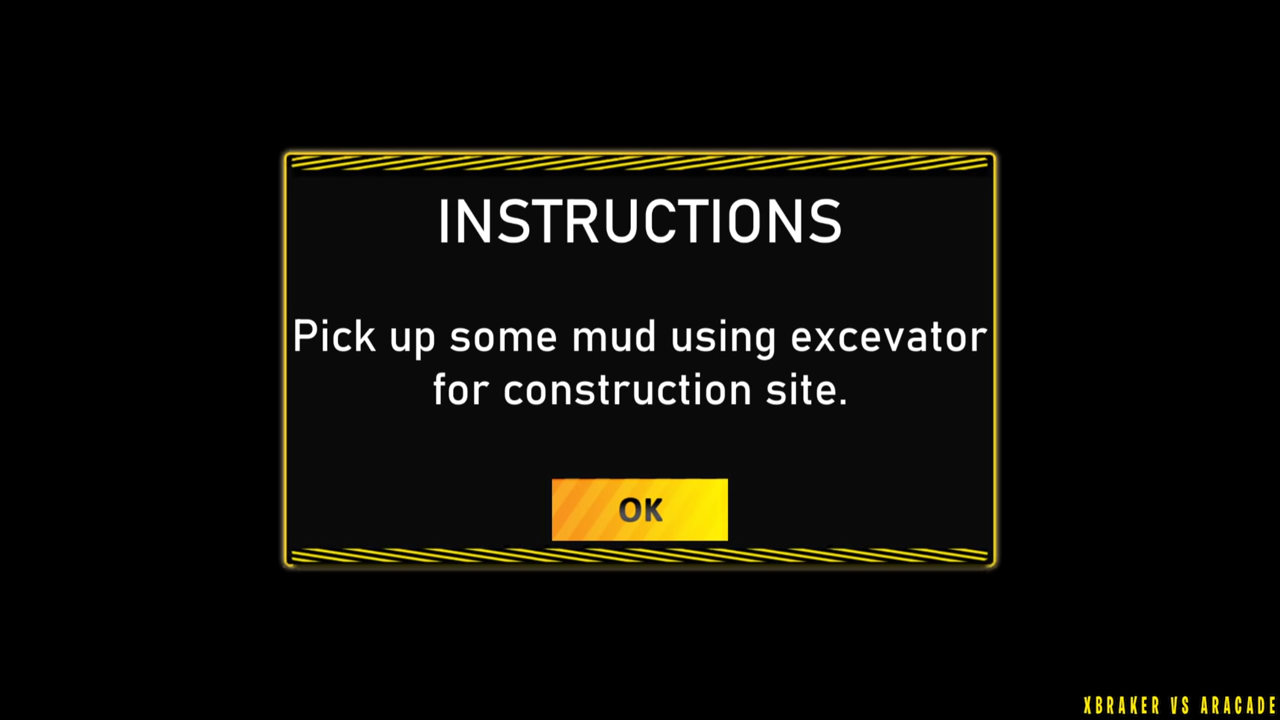 INSTRUCTIONS
Pick up some mud using excevator
for construction site.
OK
XBRAKER VS ARACADE